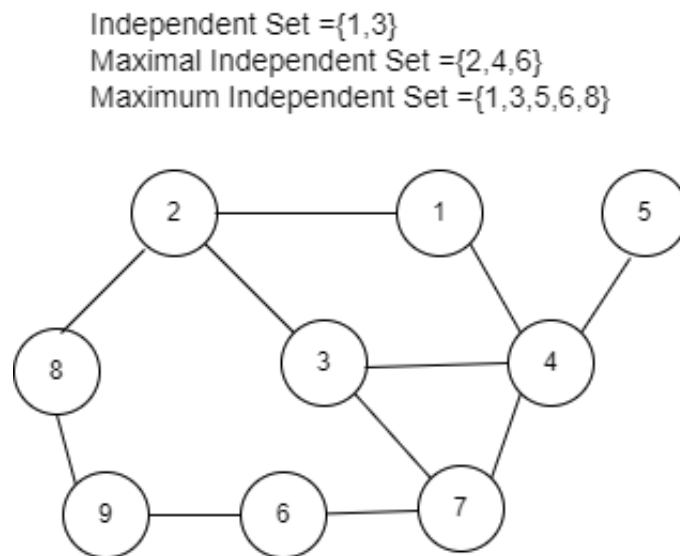 Independent Set ={1,3}
Maximal Independent Set ={2,4,6}
Maximum Independent Set ={1,3,5,6,8}
2 1 5
8 3 4
9 6 7